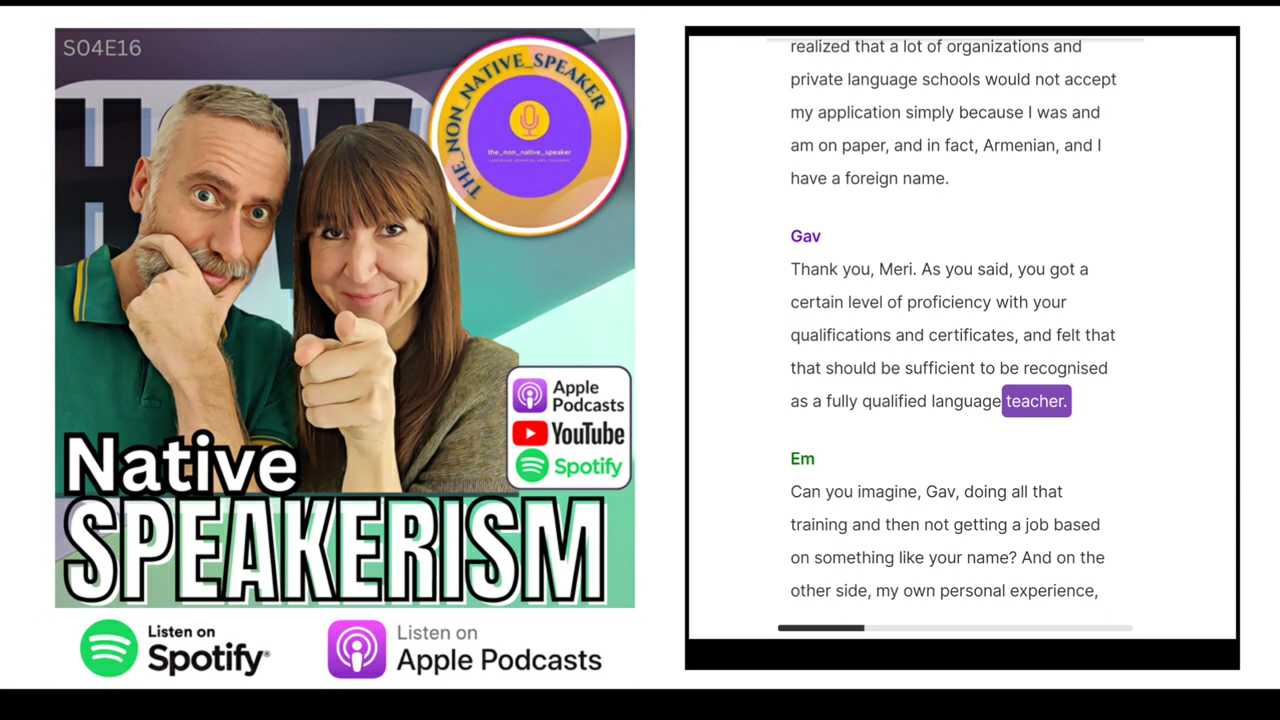 S04E16
THE_NON_NATIVE_SPEAKER
the_non_native_speaker
Apple
Podcasts
YouTube
Spotify
Native
SPEAKERISM
Listen on
Spotify
Listen on
Apple Podcasts
realized that a lot of organizations and
private language schools would not accept
my application simply because I was and
am on paper, and in fact, Armenian, and I
have a foreign name.
Gav
Thank you, Meri. As you said, you got a
certain level of proficiency with your
qualifications and certificates, and felt that
that should be sufficient to be recognised
as a fully qualified language teacher.
Em
Can you imagine, Gav, doing all that
training and then not getting a job based
on something like your name? And on the
other side, my own personal experience,